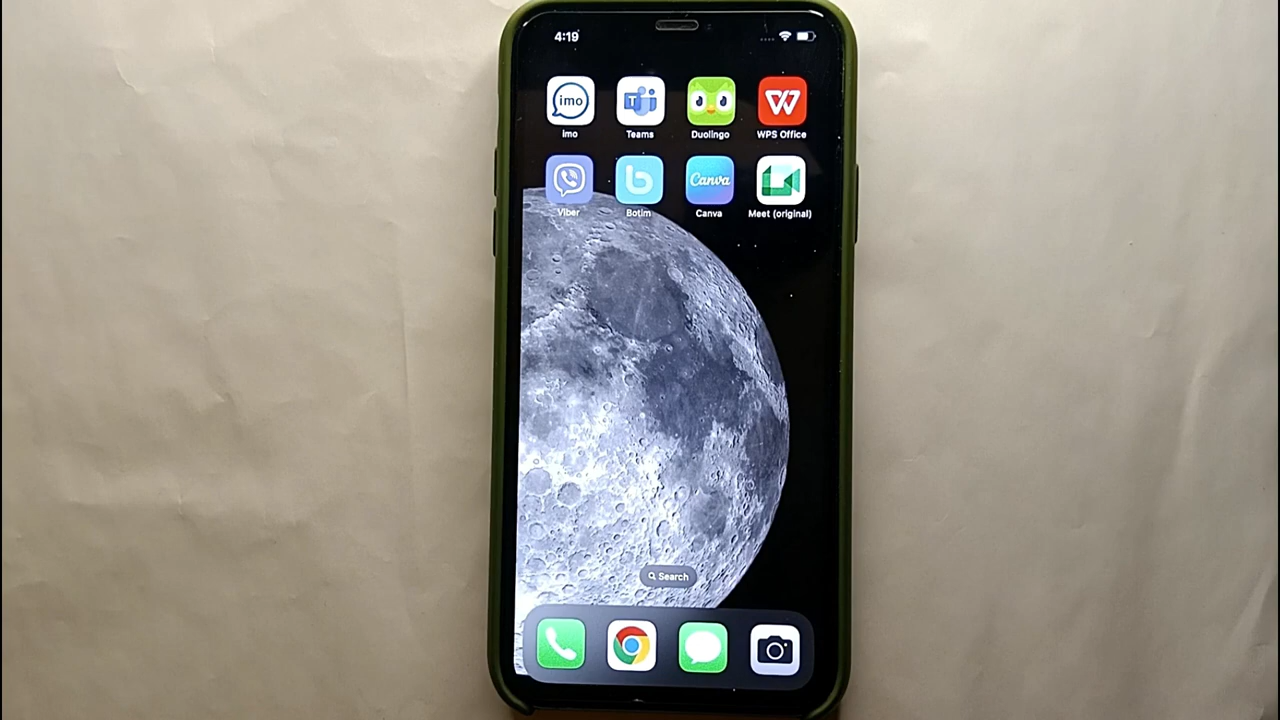 4:19
imo
imo Teams Duolingo WPS Office
Canva
Viber Botim Canva Meet (original)
Search